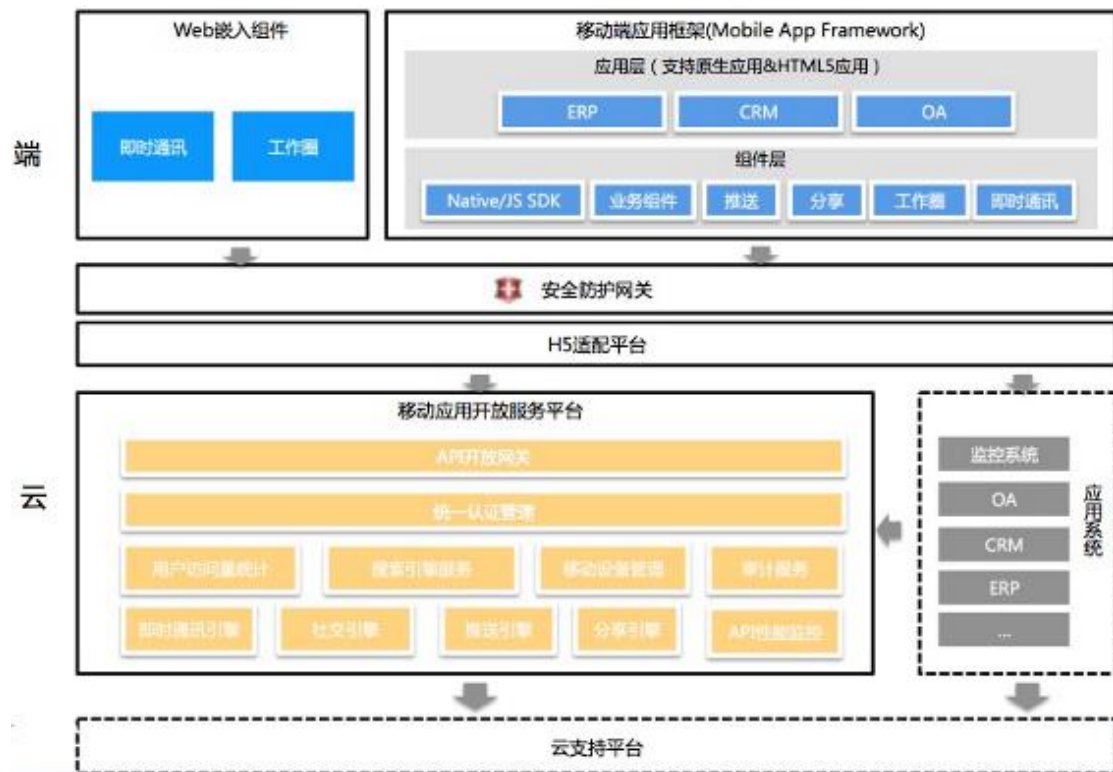 Web嵌入组件
即时通讯
工作圈
移动端应用框架(Mobile App Framework)
应用层(支持原生应用&HTML5应用)
ERP
CRM
OA
组件层
Native/JS SDK
业务组件
推送
分享
工作圈
即时通讯
端
安全防护网关
H5适配平台
云
移动应用开放服务平台
API开放网关
统一认证管理
用户访问量统计
搜索引擎服务
移动设备管理
审计服务
即时通讯引擎
社交引擎
推送引擎
分享引擎
API性能监控
监控系统
OA
CRM
ERP
...
应用系统
云支持平台